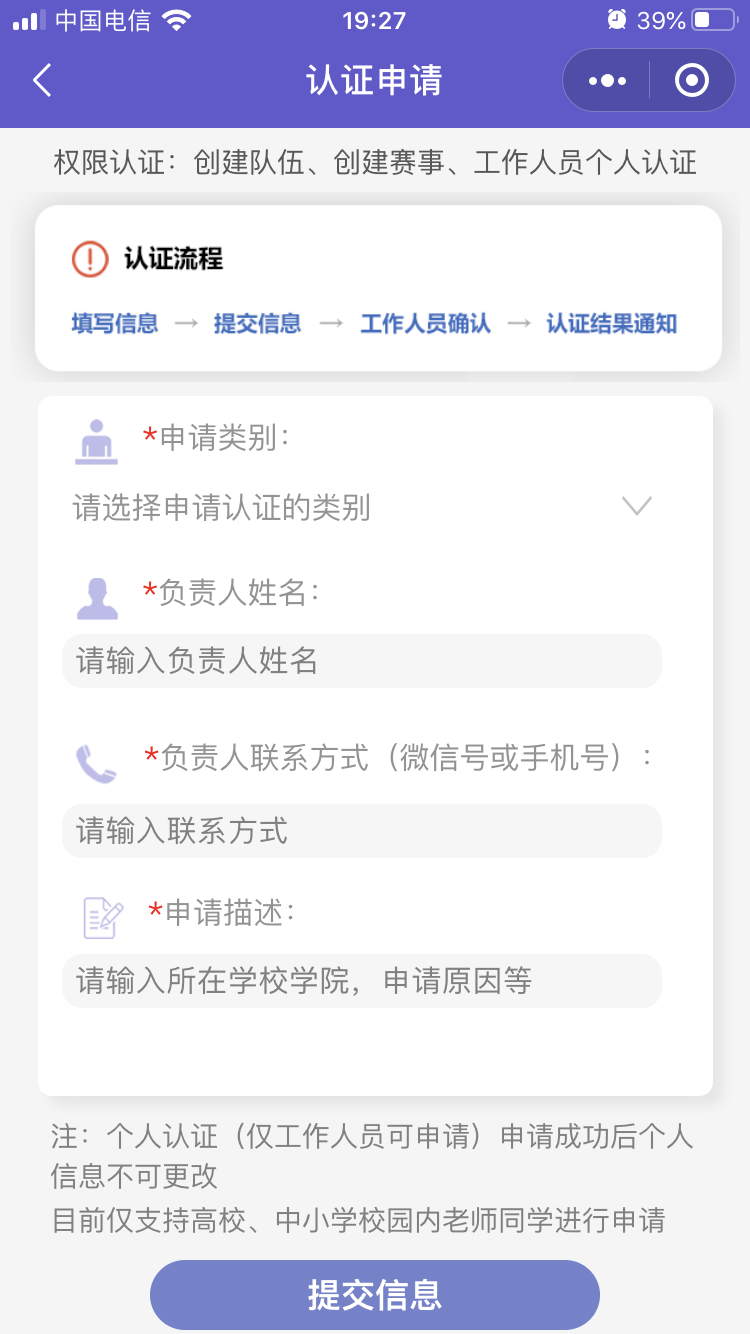 中国电信 19:27 39%
认证申请
权限认证：创建队伍、创建赛事、工作人员个人认证
认证流程
填写信息 → 提交信息 → 工作人员确认 → 认证结果通知
*申请类别：
请选择申请认证的类别
*负责人姓名：
请输入负责人姓名
*负责人联系方式（微信号或手机号）：
请输入联系方式
*申请描述：
请输入所在学校学院，申请原因等
注：个人认证（仅工作人员可申请）申请成功后个人
信息不可更改
目前仅支持高校、中小学校园内老师同学进行申请
提交信息